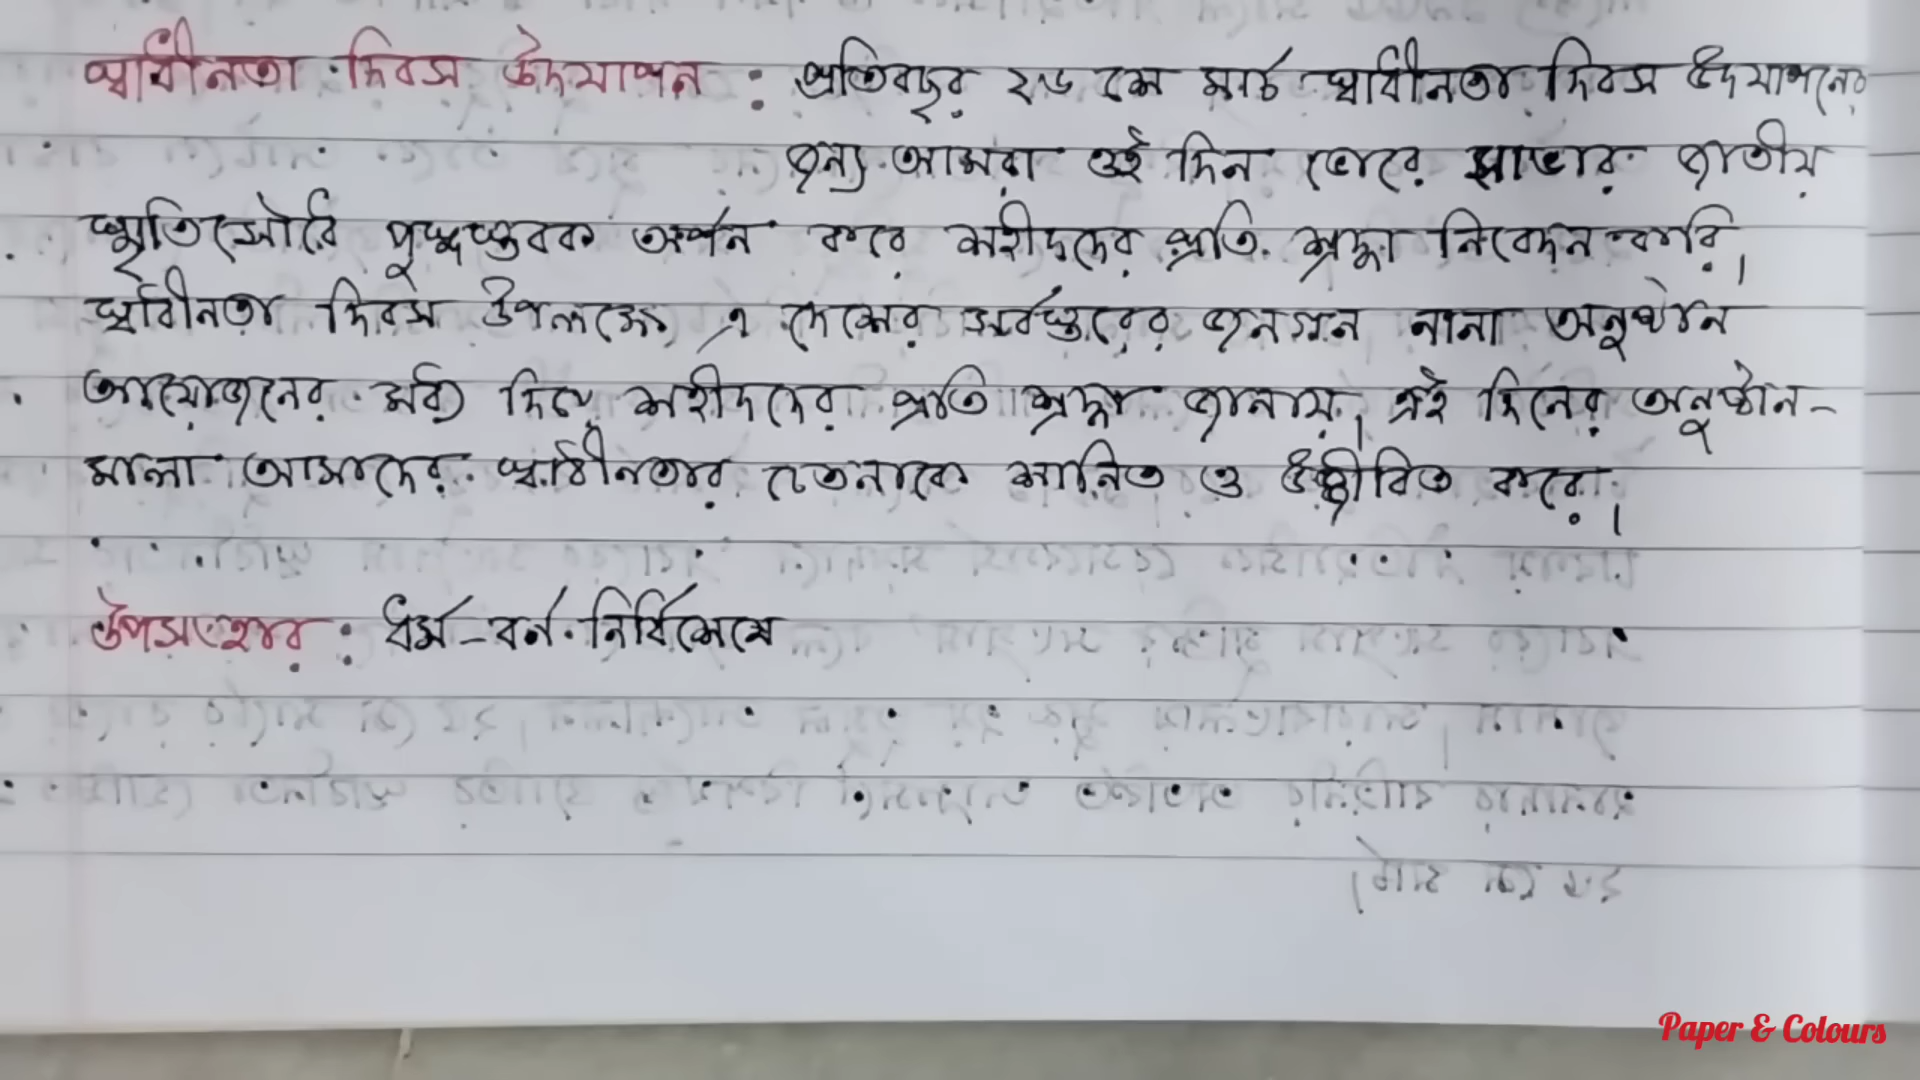 স্বাধীনতা দিবস উদযাপন : প্রতিবছর ২৬ শে মার্চ স্বাধীনতা দিবস উদযাপনের
জন্য আমরা ওই দিন ভোরে সাভার জাতীয়
স্মৃতিসৌধে পুষ্পস্তবক অর্পন করে শহীদদের প্রতি শ্রদ্ধা নিবেদন করি।
স্বাধীনতা দিবস উপলক্ষে এ দেশের সর্বস্তরের জনগন নানা অনুষ্ঠান
আয়োজনের মধ্য দিয়ে শহীদদের প্রতি শ্রদ্ধা জানায়। এই দিনের অনুষ্ঠান-
মালা আমাদের স্বাধীনতার চেতনাকে শানিত ও উজ্জীবিত করে।
উপসংহার : ধর্ম-বর্ন নির্বিশেষে
Paper & Colours